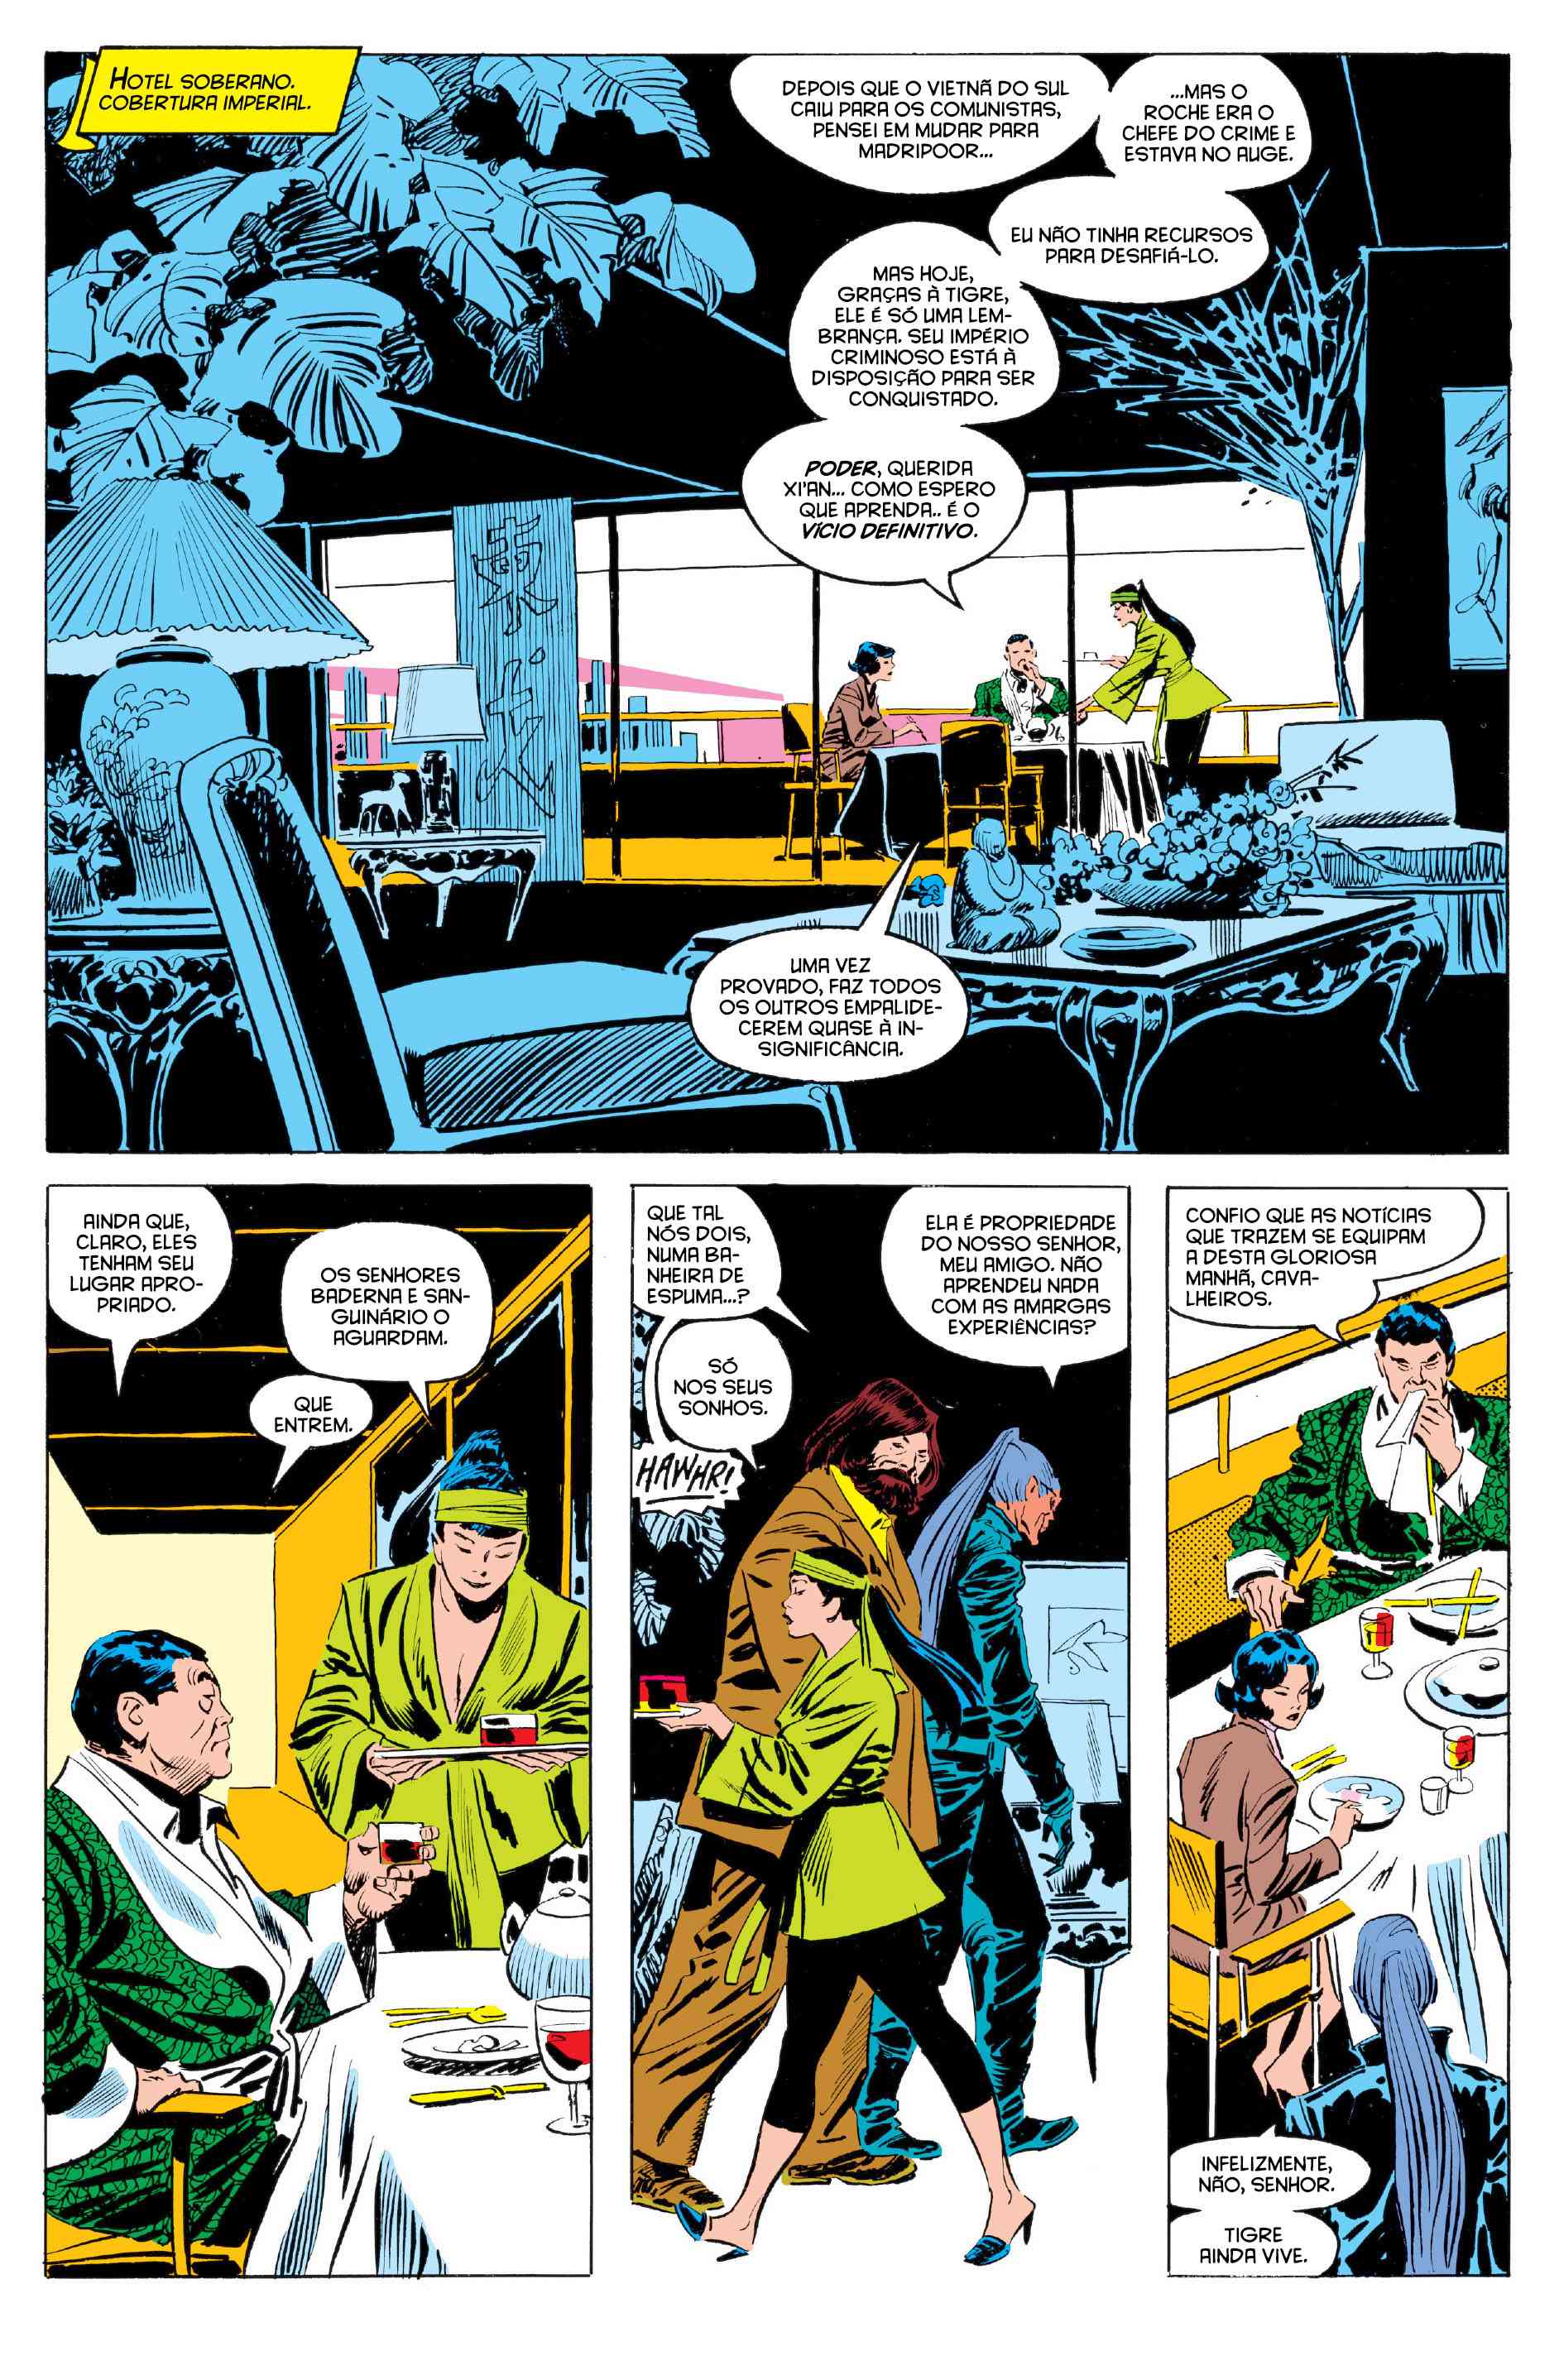 HOTEL SOBERANO.
COBERTURA IMPERIAL.
DEPOIS QUE O VIETNÃ DO SUL
CAIU PARA OS COMUNISTAS,
PENSEI EM MUDAR PARA
MADRIPOOR...
...MAS O
ROCHE ERA O
CHEFE DO CRIME E
ESTAVA NO AUGE.
EU NÃO TINHA RECURSOS
PARA DESAFIÁ-LO.
MAS HOJE,
GRAÇAS À TIGRE,
ELE É SÓ UMA LEM-
BRANÇA. SEU IMPÉRIO
CRIMINOSO ESTÁ À
DISPOSIÇÃO PARA SER
CONQUISTADO.
PODER, QUERIDA
XI'AN... COMO ESPERO
QUE APRENDA.. É O
VÍCIO DEFINITIVO.
UMA VEZ
PROVADO, FAZ TODOS
OS OUTROS EMPALIDE-
CEREM QUASE À IN-
SIGNIFICÂNCIA.
AINDA QUE,
CLARO, ELES
TENHAM SEU
LUGAR APRO-
PRIADO.
OS SENHORES
BADERNA E SAN-
GUINÁRIO O
AGUARDAM.
QUE
ENTREM.
QUE TAL
NÓS DOIS,
NUMA BA-
NHEIRA DE
ESPUMA...?
SÓ
NOS SEUS
SONHOS.
HAWHR!
ELA É PROPRIEDADE
DO NOSSO SENHOR,
MEU AMIGO. NÃO
APRENDEU NADA
COM AS AMARGAS
EXPERIÊNCIAS?
CONFIO QUE AS NOTÍCIAS
QUE TRAZEM SE EQUIPAM
A DESTA GLORIOSA
MANHÃ, CAVA-
LHEIROS.
INFELIZMENTE,
NÃO, SENHOR.
TIGRE
AINDA VIVE.